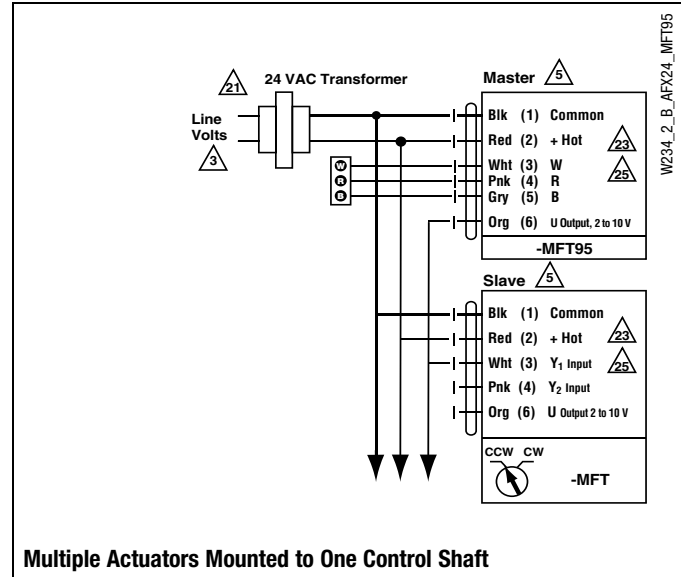 W234_2_B_AFX24_MFT95
21
24 VAC Transformer
Line
Volts
3
Master 5
Blk (1) Common
Red (2) + Hot 23
Wht (3) W 25
Pnk (4) R
Gry (5) B
Org (6) U Output, 2 to 10 V
W
R
B
-MFT95
Slave 5
Blk (1) Common
Red (2) + Hot 23
Wht (3) Y₁ Input 25
Pnk (4) Y₂ Input
Org (6) U Output 2 to 10 V
CCW CW
-MFT
Multiple Actuators Mounted to One Control Shaft